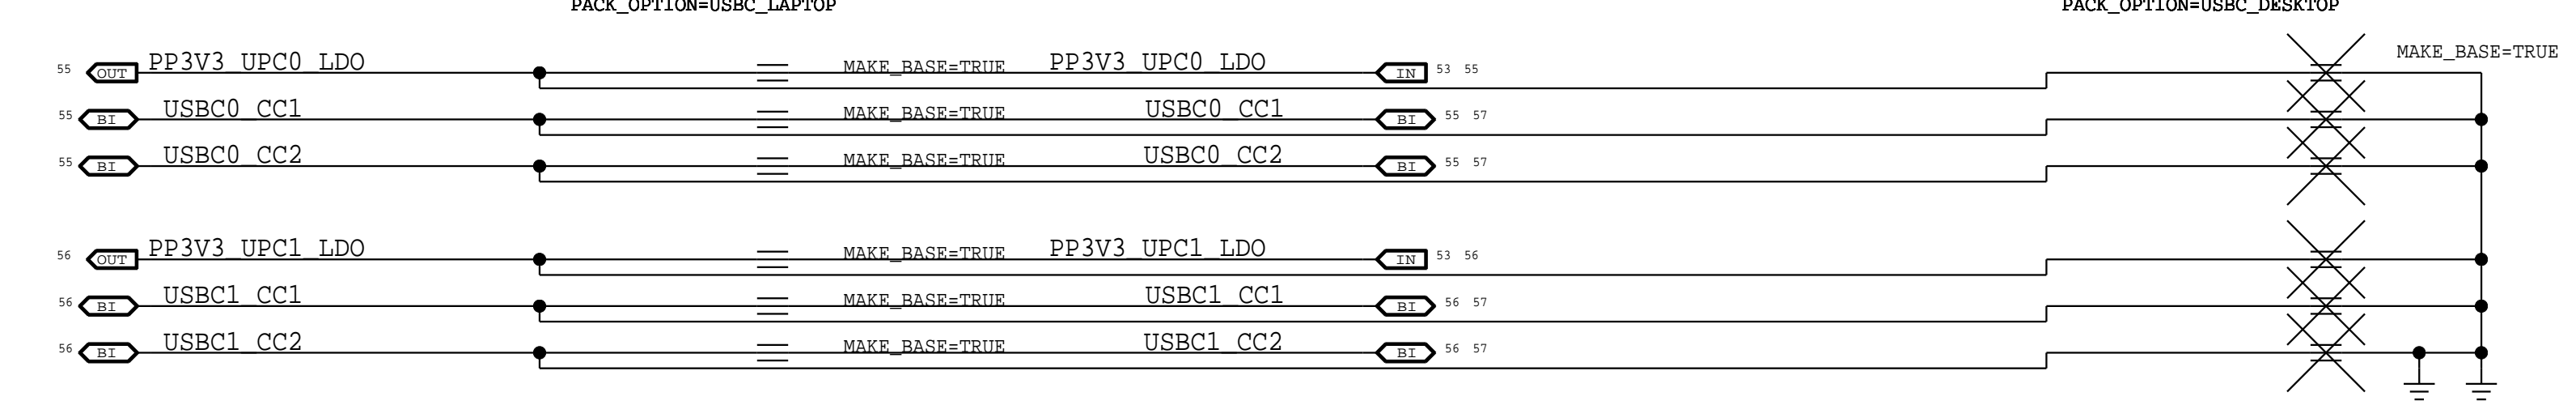 PACK_OPTION=USBC_LAPTOP PACK_OPTION=USBC_DESKTOP
MAKE_BASE=TRUE
55 OUT PP3V3_UPC0_LDO MAKE_BASE=TRUE PP3V3_UPC0_LDO IN 53 55
55 BI USBC0_CC1 MAKE_BASE=TRUE USBC0_CC1 BI 55 57
55 BI USBC0_CC2 MAKE_BASE=TRUE USBC0_CC2 BI 55 57
56 OUT PP3V3_UPC1_LDO MAKE_BASE=TRUE PP3V3_UPC1_LDO IN 53 56
56 BI USBC1_CC1 MAKE_BASE=TRUE USBC1_CC1 BI 56 57
56 BI USBC1_CC2 MAKE_BASE=TRUE USBC1_CC2 BI 56 57